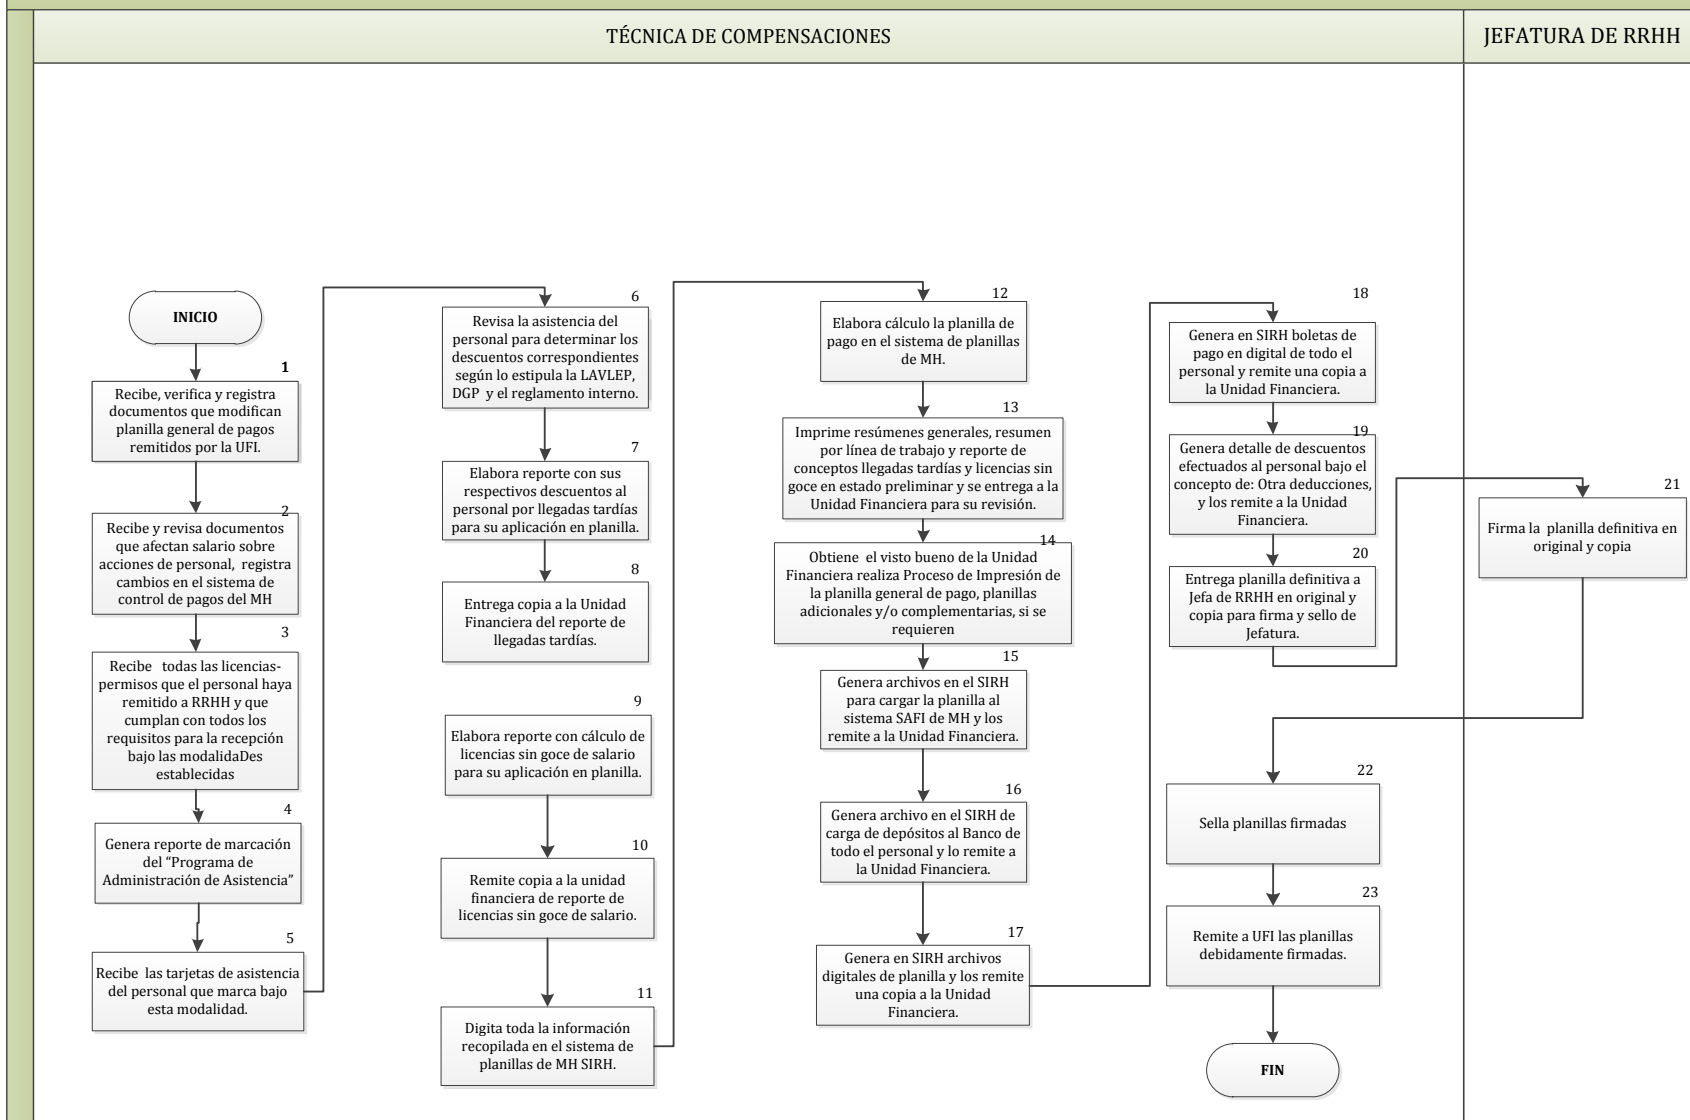 TÉCNICA DE COMPENSACIONES
JEFATURA DE RRHH
INICIO
1
Recibe, verifica y registra
documentos que modifican
planilla general de pagos
remitidos por la UFI.
2
Recibe y revisa documentos
que afectan salario sobre
acciones de personal, registra
cambios en el sistema de
control de pagos del MH
3
Recibe todas las licencias-
permisos que el personal haya
remitido a RRHH y que
cumplan con todos los
requisitos para la recepción
bajo las modalidaDes
establecidas
4
Genera reporte de marcación
del “Programa de
Administración de Asistencia”
5
Recibe las tarjetas de asistencia
del personal que marca bajo
esta modalidad.
6
Revisa la asistencia del
personal para determinar los
descuentos correspondientes
según lo estipula la LAVLEP,
DGP y el reglamento interno.
7
Elabora reporte con sus
respectivos descuentos al
personal por llegadas tardías
para su aplicación en planilla.
8
Entrega copia a la Unidad
Financiera del reporte de
llegadas tardías.
9
Elabora reporte con cálculo de
licencias sin goce de salario
para su aplicación en planilla.
10
Remite copia a la unidad
financiera de reporte de
licencias sin goce de salario.
11
Digita toda la información
recopilada en el sistema de
planillas de MH SIRH.
12
Elabora cálculo la planilla de
pago en el sistema de planillas
de MH.
13
Imprime resúmenes generales, resumen
por línea de trabajo y reporte de
conceptos llegadas tardías y licencias sin
goce en estado preliminar y se entrega a la
Unidad Financiera para su revisión.
14
Obtiene el visto bueno de la Unidad
Financiera realiza Proceso de Impresión de
la planilla general de pago, planillas
adicionales y/o complementarias, si se
requieren
15
Genera archivos en el SIRH
para cargar la planilla al
sistema SAFI de MH y los
remite a la Unidad Financiera.
16
Genera archivo en el SIRH de
carga de depósitos al Banco de
todo el personal y lo remite a
la Unidad Financiera.
17
Genera en SIRH archivos
digitales de planilla y los remite
una copia a la Unidad
Financiera.
18
Genera en SIRH boletas de
pago en digital de todo el
personal y remite una copia a
la Unidad Financiera.
19
Genera detalle de descuentos
efectuados al personal bajo el
concepto de: Otra deducciones,
y los remite a la Unidad
Financiera.
20
Entrega planilla definitiva a
Jefa de RRHH en original y
copia para firma y sello de
Jefatura.
21
Firma la planilla definitiva en
original y copia
22
Sella planillas firmadas
23
Remite a UFI las planillas
debidamente firmadas.
FIN